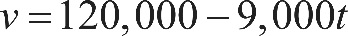 v = 120,000 − 9,000t